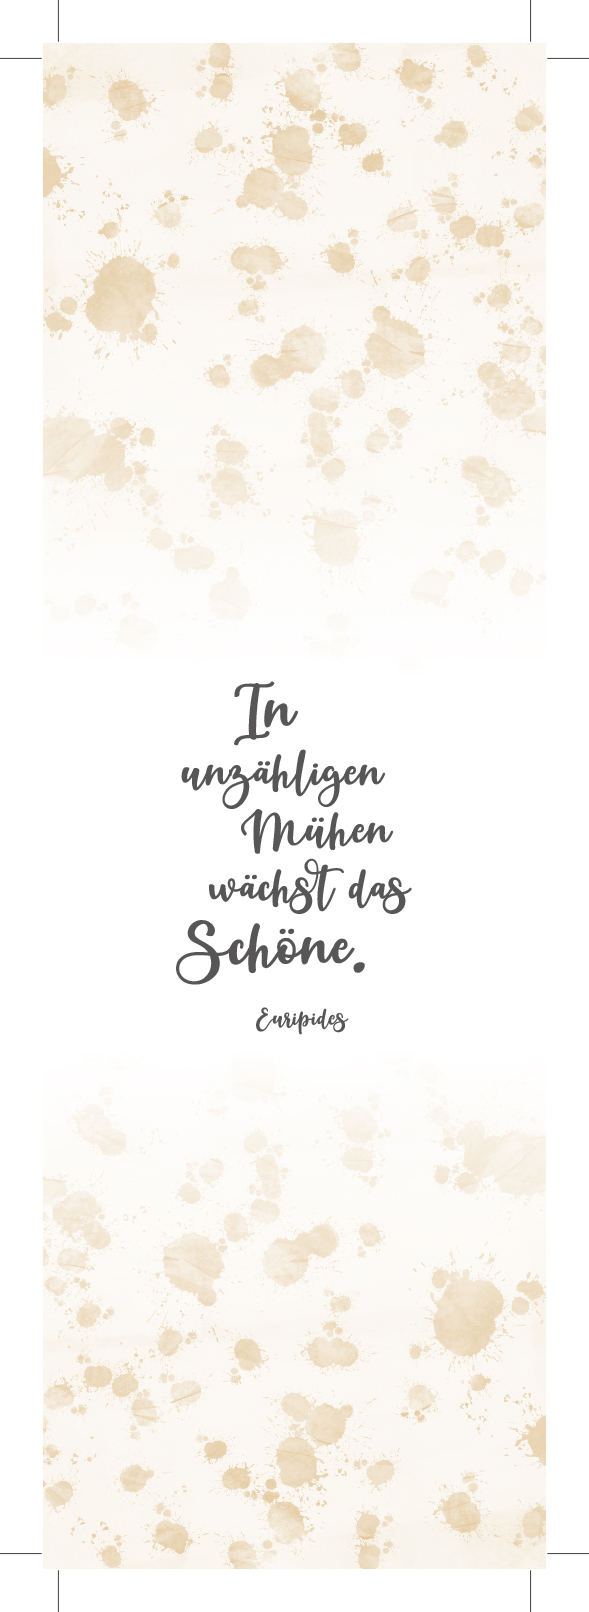 In
unzähligen
Mühen
wächst das
Schöne.
Euripides